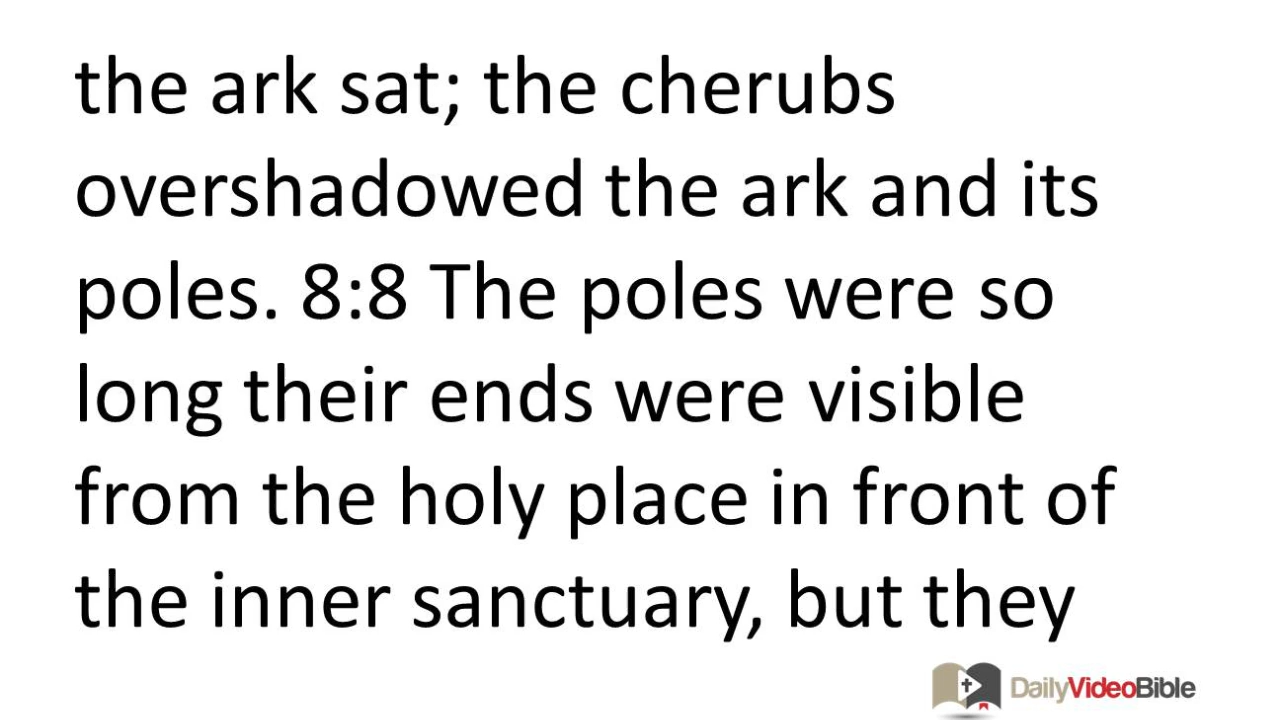 the ark sat; the cherubs
overshadowed the ark and its
poles. 8:8 The poles were so
long their ends were visible
from the holy place in front of
the inner sanctuary, but they
DailyVideoBible